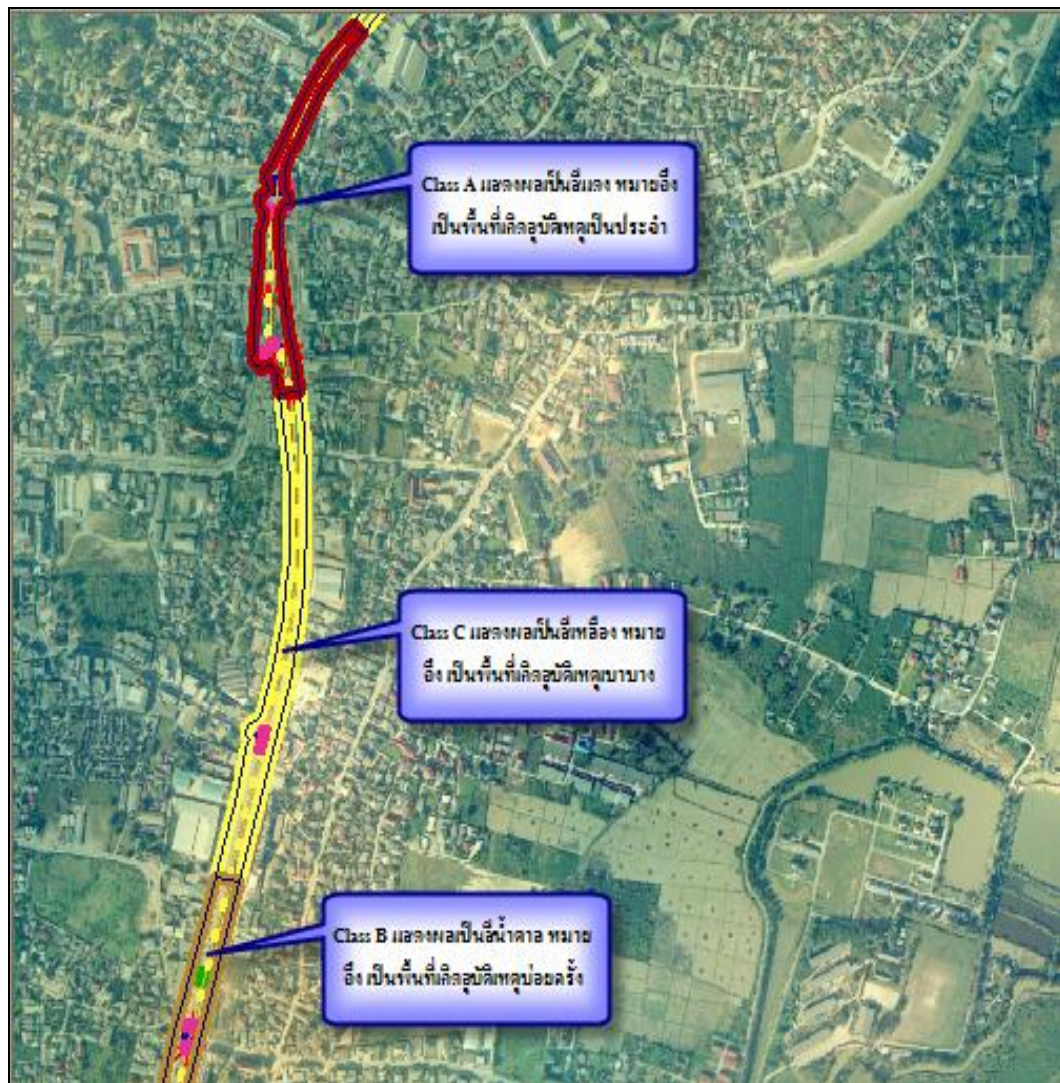 Class A แสดงผลเป็นสีแดง หมายถึง
เป็นพื้นที่เกิดอุบัติเหตุเป็นประจำ
Class C แสดงผลเป็นสีเหลือง หมาย
ถึง เป็นพื้นที่เกิดอุบัติเหตุเบาบาง
Class B แสดงผลเป็นสีน้ำตาล หมาย
ถึง เป็นพื้นที่เกิดอุบัติเหตุบ่อยครั้ง